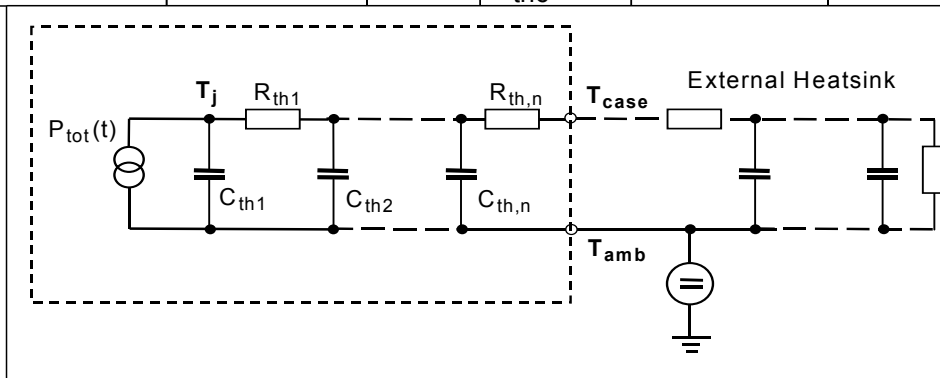 External Heatsink
Tj
Rth1
Rth,n
Tcase
Ptot(t)
Cth1
Cth2
Cth,n
Tamb